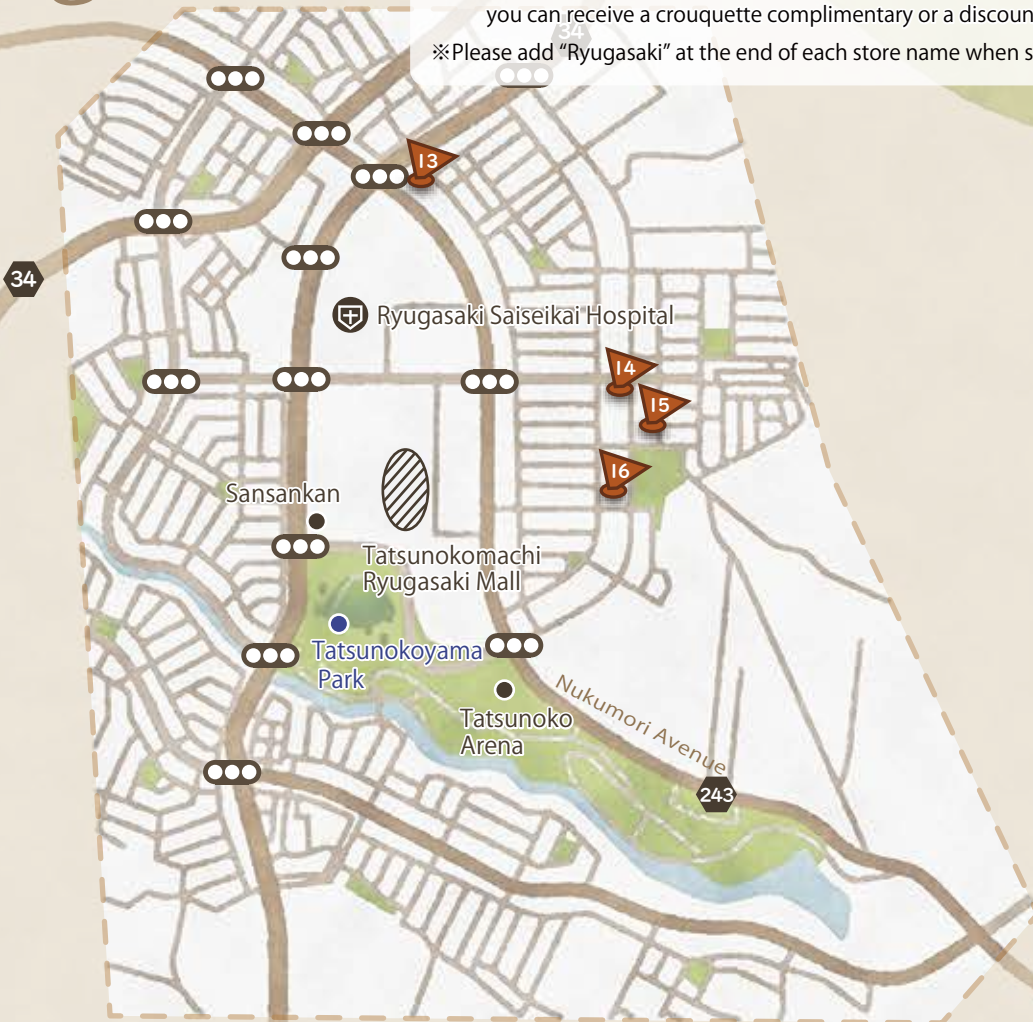 you can receive a crouquette complimentary or a discoun
※Please add “Ryugasaki” at the end of each store name when s
34
13
34
Ryugasaki Saiseikai Hospital
14
15
16
Sansankan
Tatsunokomachi
Ryugasaki Mall
Tatsunokoyama
Park
Tatsunoko
Arena
Nukumori Avenue
243